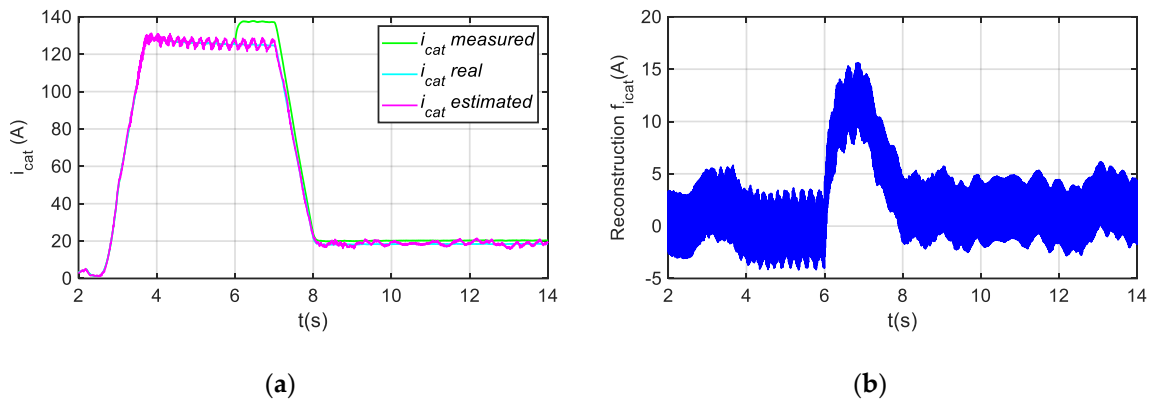 140
120
100
80
60
40
20
0
i_cat (A)
i_cat measured
i_cat real
i_cat estimated
2 4 6 8 10 12 14
t(s)
(a)
20
15
10
5
0
-5
Reconstruction f_icat(A)
2 4 6 8 10 12 14
t(s)
(b)